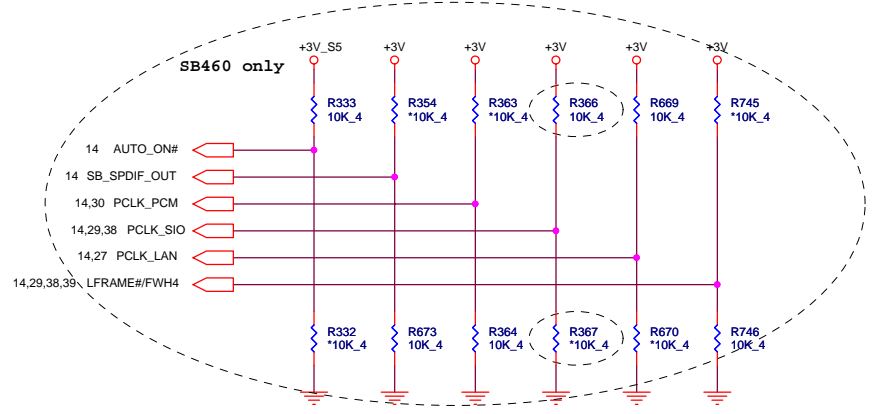 +3V_S5 +3V +3V +3V +3V +3V
SB460 only
R333 R354 R363 R366 R669 R745
10K_4 *10K_4 *10K_4 10K_4 10K_4 *10K_4
14 AUTO_ON#
14 SB_SPDIF_OUT
14,30 PCLK_PCM
14,29,38 PCLK_SIO
14,27 PCLK_LAN
14,29,38,39 LFRAME#/FWH4
R332 R673 R364 R367 R670 R746
*10K_4 10K_4 10K_4 *10K_4 *10K_4 10K_4